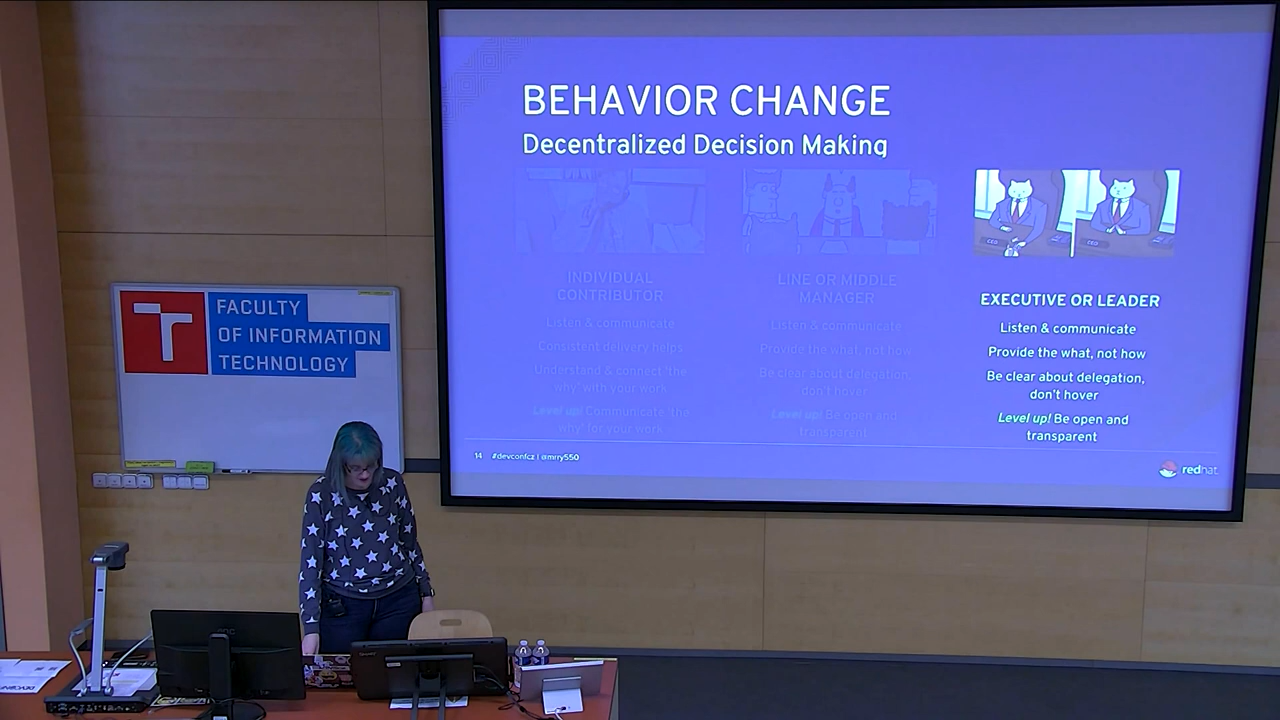 BEHAVIOR CHANGE
Decentralized Decision Making
INDIVIDUAL
CONTRIBUTOR
Listen & communicate
Consistent delivery helps
Understand & connect 'the
why' with your work
Level up! Communicate 'the
why' for your work
LINE OR MIDDLE
MANAGER
Listen & communicate
Provide the what, not how
Be clear about delegation,
don't hover
Level up! Be open and
transparent
CEO
CEO
EXECUTIVE OR LEADER
Listen & communicate
Provide the what, not how
Be clear about delegation,
don't hover
Level up! Be open and
transparent
14 #devconfcz | @mrry550
redhat
FACULTY
OF INFORMATION
TECHNOLOGY